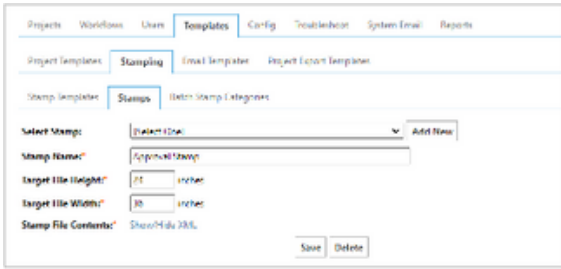 Projects Workflows Users Templates Config Troubleshoot System Email Reports
Project Templates Stamping Email Templates Project Export Templates
Stamp Templates Stamps Batch Stamp Categories
Select Stamp: (Select One) Add New
Stamp Name:* Approval Stamp
Target File Height:* inches
Target File Width:* inches
Stamp File Contents:* Show/Hide XML
Save Delete